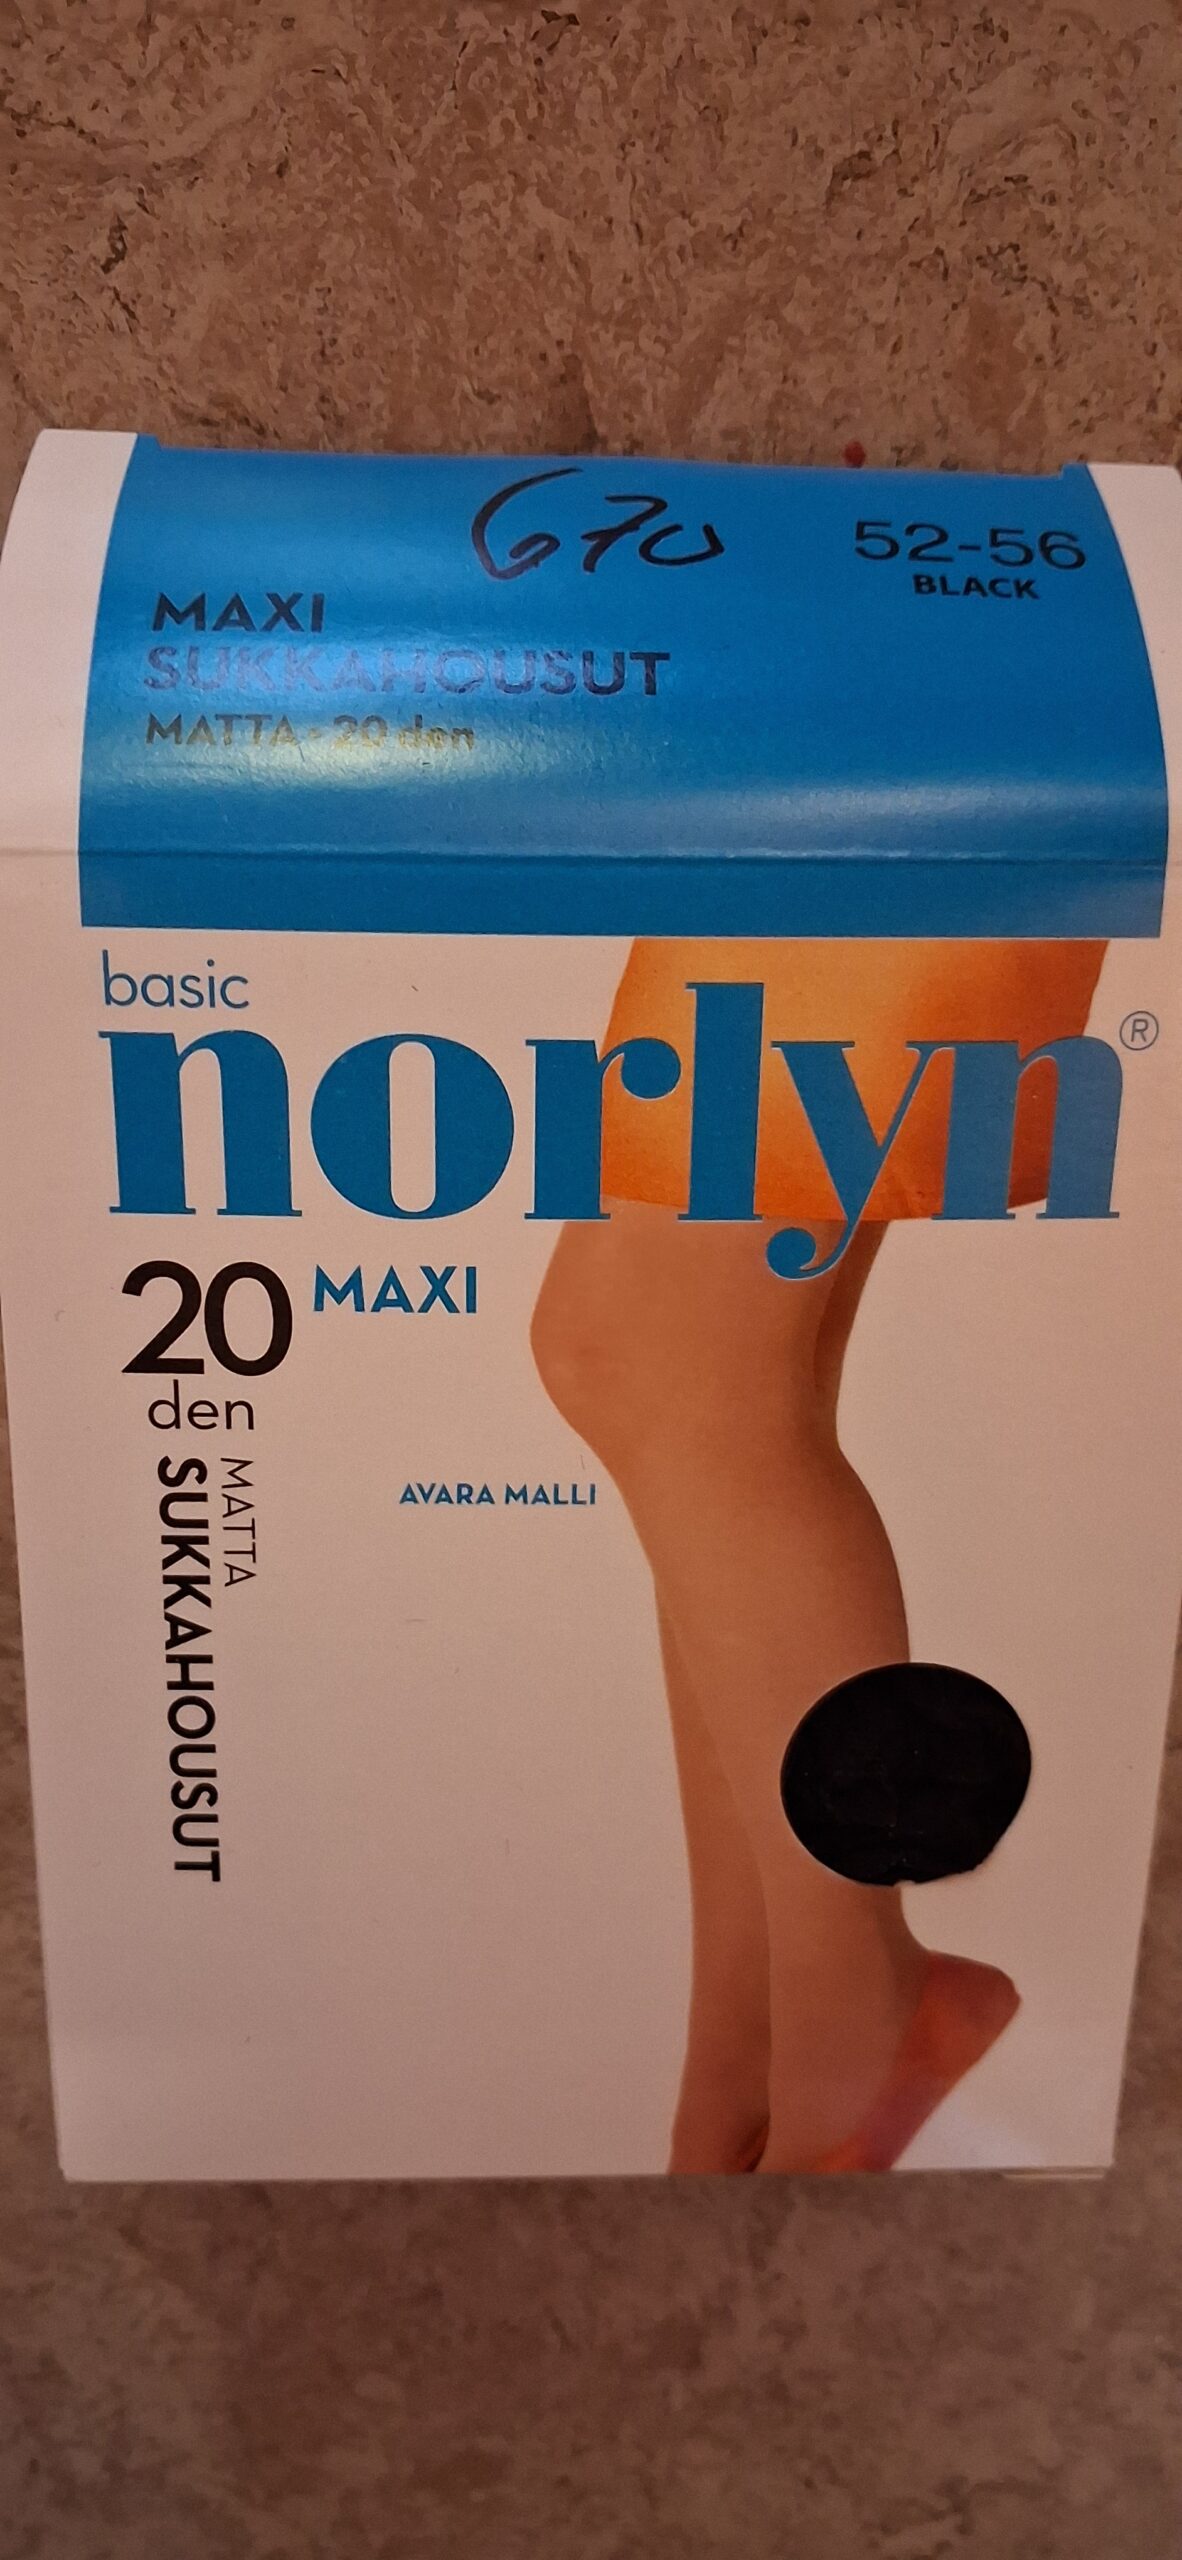 670
52-56
BLACK
MAXI
SUKKAHOUSUT
MATTA - 20 den
basic
norlyn®
20 MAXI
den
MATTA
SUKKAHOUSUT
AVARA MALLI